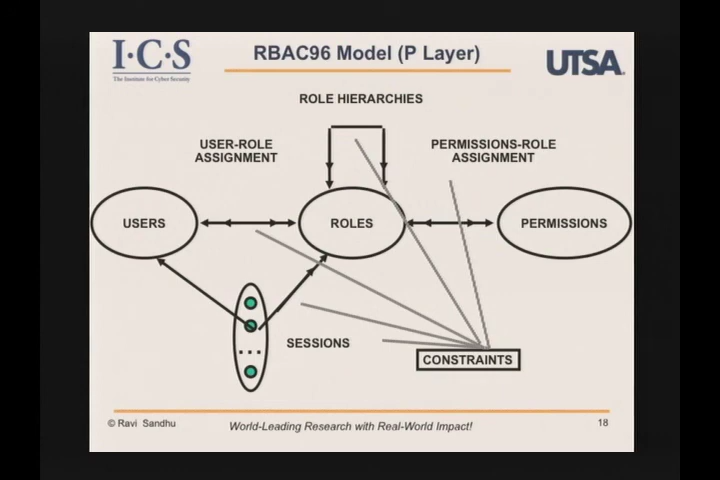 I·C·S
The Institute for Cyber Security
RBAC96 Model (P Layer)
UTSA
ROLE HIERARCHIES
USER-ROLE
ASSIGNMENT
PERMISSIONS-ROLE
ASSIGNMENT
USERS
ROLES
PERMISSIONS
...
SESSIONS
CONSTRAINTS
© Ravi Sandhu
World-Leading Research with Real-World Impact!
18